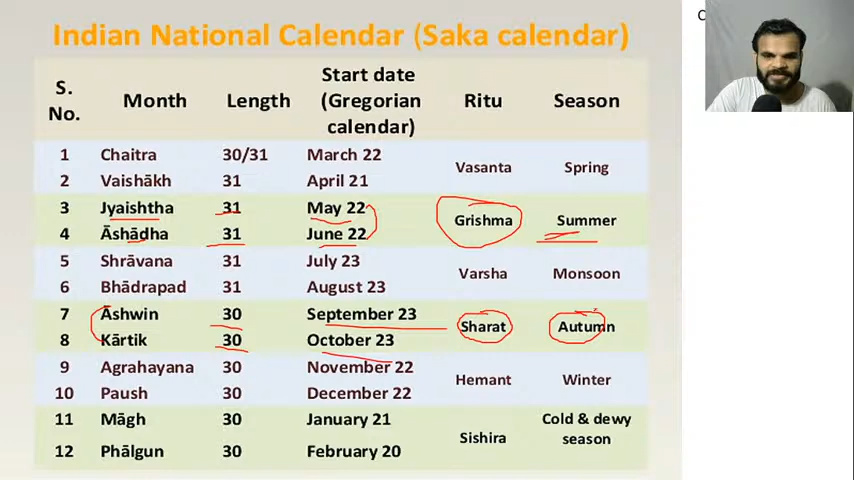 Indian National Calendar (Saka calendar)
S. No. Month Length Start date (Gregorian calendar) Ritu Season
1 Chaitra 30/31 March 22 Vasanta Spring
2 Vaishākh 31 April 21
3 Jyaishtha 31 May 22 Grishma Summer
4 Āshādha 31 June 22
5 Shrāvana 31 July 23 Varsha Monsoon
6 Bhādrapad 31 August 23
7 Āshwin 30 September 23 Sharat Autumn
8 Kārtik 30 October 23
9 Agrahayana 30 November 22 Hemant Winter
10 Paush 30 December 22
11 Māgh 30 January 21 Sishira Cold & dewy season
12 Phālgun 30 February 20